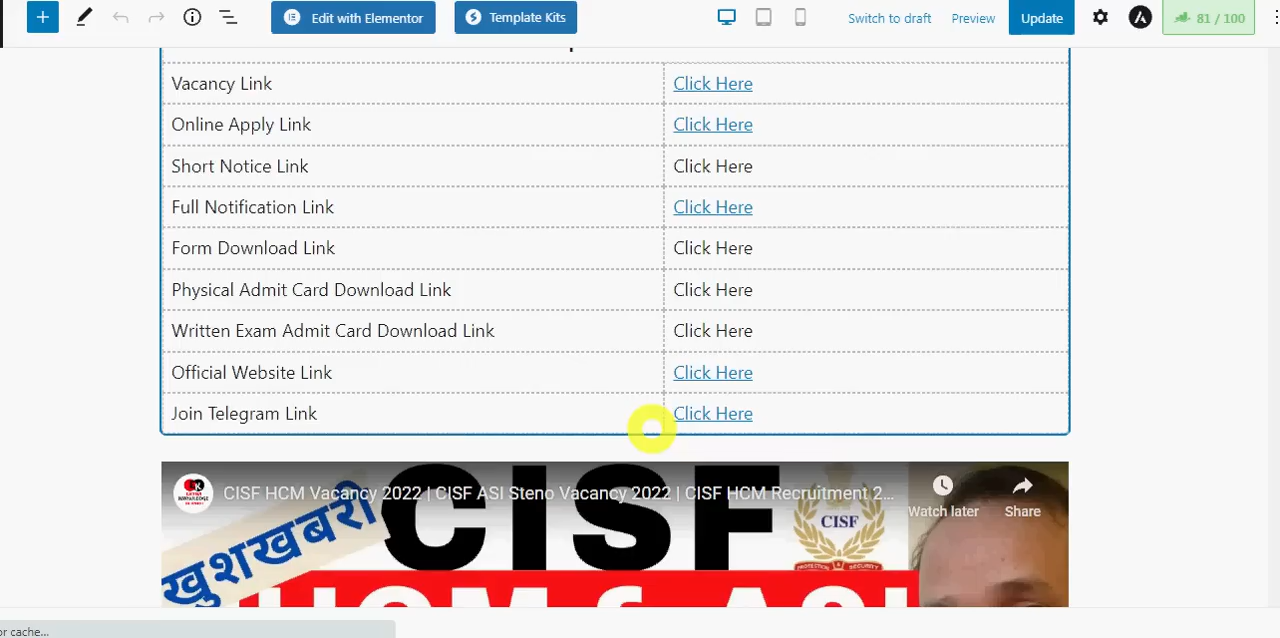 Edit with Elementor
Template Kits
Switch to draft
Preview
Update
81 / 100
Vacancy Link
Click Here
Online Apply Link
Click Here
Short Notice Link
Click Here
Full Notification Link
Click Here
Form Download Link
Click Here
Physical Admit Card Download Link
Click Here
Written Exam Admit Card Download Link
Click Here
Official Website Link
Click Here
Join Telegram Link
Click Here
CISF HCM Vacancy 2022 | CISF ASI Steno Vacancy 2022 | CISF HCM Recruitment 2...
Watch later
Share
खुशखबरी
CISF
CISF
HCM & ASI
or cache...